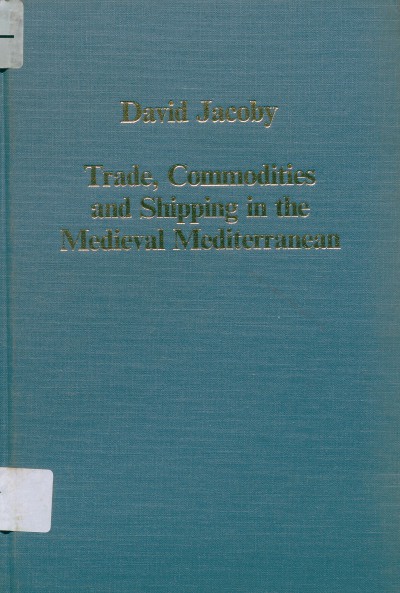 David Jacoby
Trade, Commodities
and Shipping in the
Medieval Mediterranean